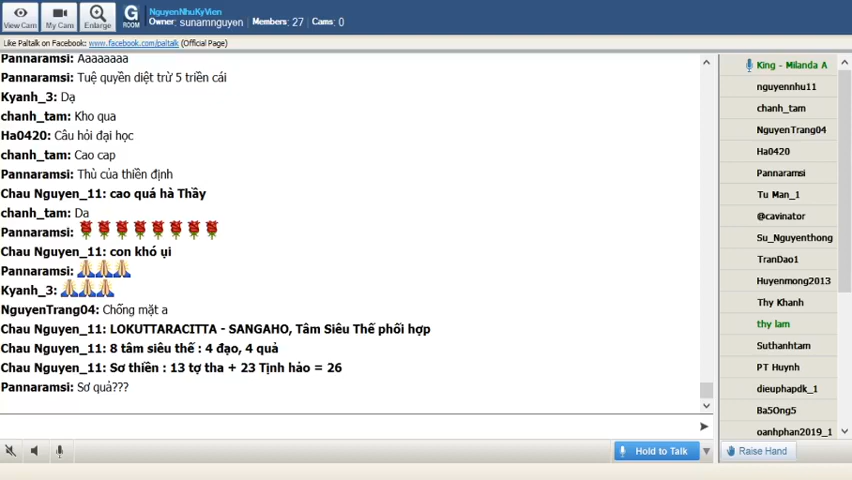 NguyenNhuKyVien
G
ROOM
Owner: sunamnguyen Members: 27 Cams: 0
View Cam My Cam Enlarge
Like Paltalk on Facebook: www.facebook.com/paltalk (Official Page)
Pannaramsi: Aaaaaaaa
Pannaramsi: Tuệ quyền diệt trừ 5 triền cái
Kyanh_3: Dạ
chanh_tam: Kho qua
Ha0420: Câu hỏi đại học
chanh_tam: Cao cap
Pannaramsi: Thù của thiền định
Chau Nguyen_11: cao quá hà Thầy
chanh_tam: Da
Pannaramsi:
Chau Nguyen_11: con khó ụi
Pannaramsi:
Kyanh_3:
NguyenTrang04: Chống mặt a
Chau Nguyen_11: LOKUTTARACITTA - SANGAHO, Tâm Siêu Thế phối hợp
Chau Nguyen_11: 8 tâm siêu thế : 4 đạo, 4 quả
Chau Nguyen_11: Sơ thiền : 13 tợ tha + 23 Tịnh hảo = 26
Pannaramsi: Sơ quả???
King - Milanda A
nguyennhu11
chanh_tam
NguyenTrang04
Ha0420
Pannaramsi
Tu Man_1
@cavinator
Su_Nguyenthong
TranDao1
Huyenmong2013
Thy Khanh
thy lam
Suthanhtam
PT Huynh
dieuphapdk_1
Ba5Ong5
oanhphan2019_1
Hold to Talk
Raise Hand